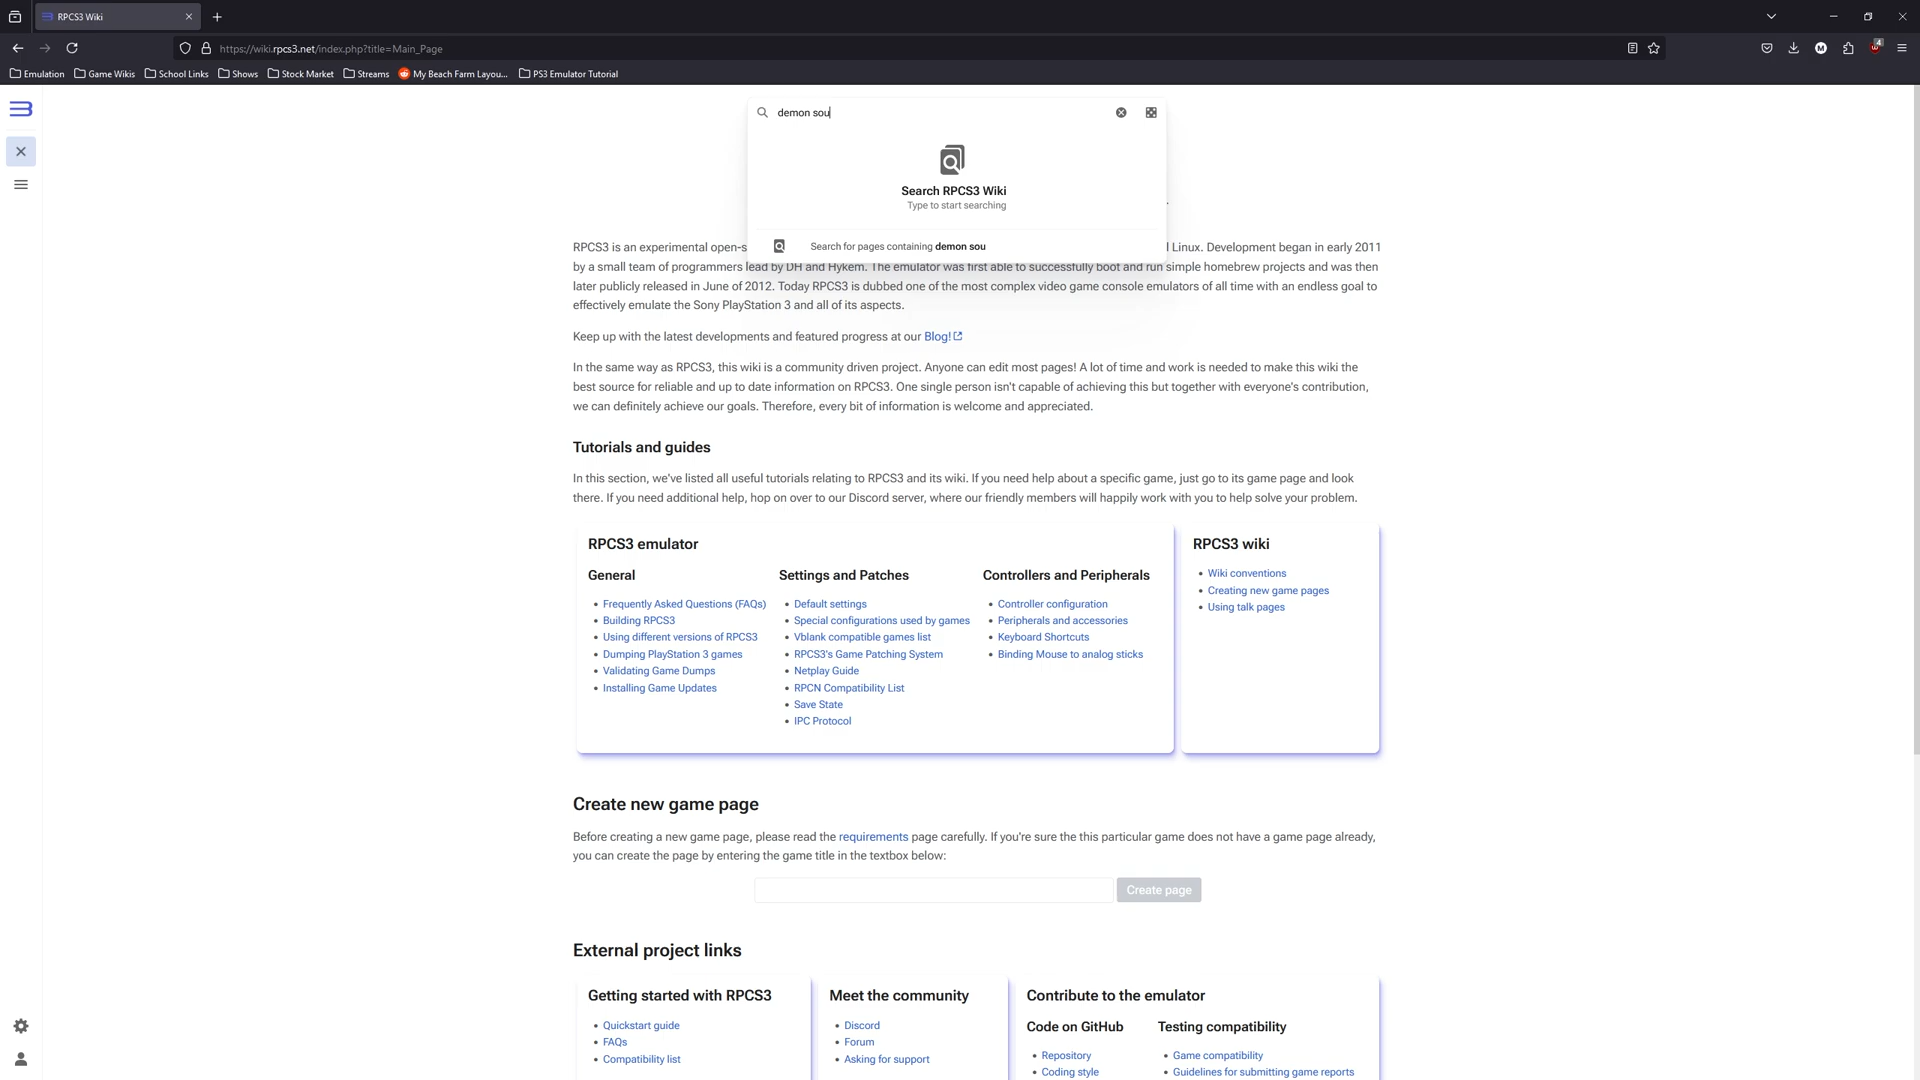 RPCS3 Wiki
https://wiki.rpcs3.net/index.php?title=Main_Page
4
M
Emulation
Game Wikis
School Links
Shows
Stock Market
Streams
My Beach Farm Layou...
PS3 Emulator Tutorial
demon sou
Search RPCS3 Wiki
Type to start searching
Search for pages containing demon sou
RPCS3 is an experimental open-s
l Linux. Development began in early 2011
by a small team of programmers lead by DH and Hykem. The emulator was first able to successfully boot and run simple homebrew projects and was then
later publicly released in June of 2012. Today RPCS3 is dubbed one of the most complex video game console emulators of all time with an endless goal to
effectively emulate the Sony PlayStation 3 and all of its aspects.
Keep up with the latest developments and featured progress at our Blog!
In the same way as RPCS3, this wiki is a community driven project. Anyone can edit most pages! A lot of time and work is needed to make this wiki the
best source for reliable and up to date information on RPCS3. One single person isn't capable of achieving this but together with everyone's contribution,
we can definitely achieve our goals. Therefore, every bit of information is welcome and appreciated.
Tutorials and guides
In this section, we've listed all useful tutorials relating to RPCS3 and its wiki. If you need help about a specific game, just go to its game page and look
there. If you need additional help, hop on over to our Discord server, where our friendly members will happily work with you to help solve your problem.
RPCS3 emulator
General
Frequently Asked Questions (FAQs)
Building RPCS3
Using different versions of RPCS3
Dumping PlayStation 3 games
Validating Game Dumps
Installing Game Updates
Settings and Patches
Default settings
Special configurations used by games
Vblank compatible games list
RPCS3's Game Patching System
Netplay Guide
RPCN Compatibility List
Save State
IPC Protocol
Controllers and Peripherals
Controller configuration
Peripherals and accessories
Keyboard Shortcuts
Binding Mouse to analog sticks
RPCS3 wiki
Wiki conventions
Creating new game pages
Using talk pages
Create new game page
Before creating a new game page, please read the requirements page carefully. If you're sure the this particular game does not have a game page already,
you can create the page by entering the game title in the textbox below:
Create page
External project links
Getting started with RPCS3
Quickstart guide
FAQs
Compatibility list
Meet the community
Discord
Forum
Asking for support
Contribute to the emulator
Code on GitHub
Repository
Coding style
Testing compatibility
Game compatibility
Guidelines for submitting game reports